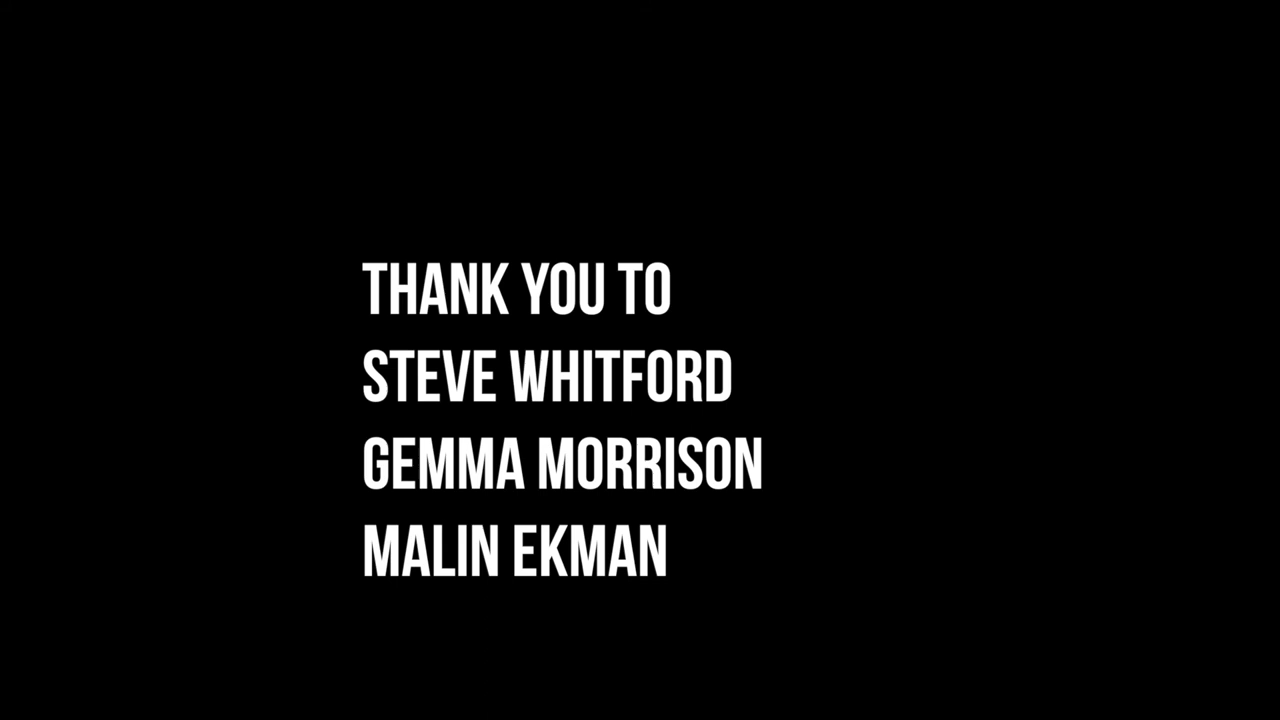 THANK YOU TO
STEVE WHITFORD
GEMMA MORRISON
MALIN EKMAN